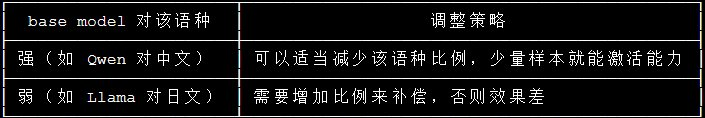 base model 对该语种 调整策略
强（如 Qwen 对中文） 可以适当减少该语种比例，少量样本就能激活能力
弱（如 Llama 对日文） 需要增加比例来补偿，否则效果差